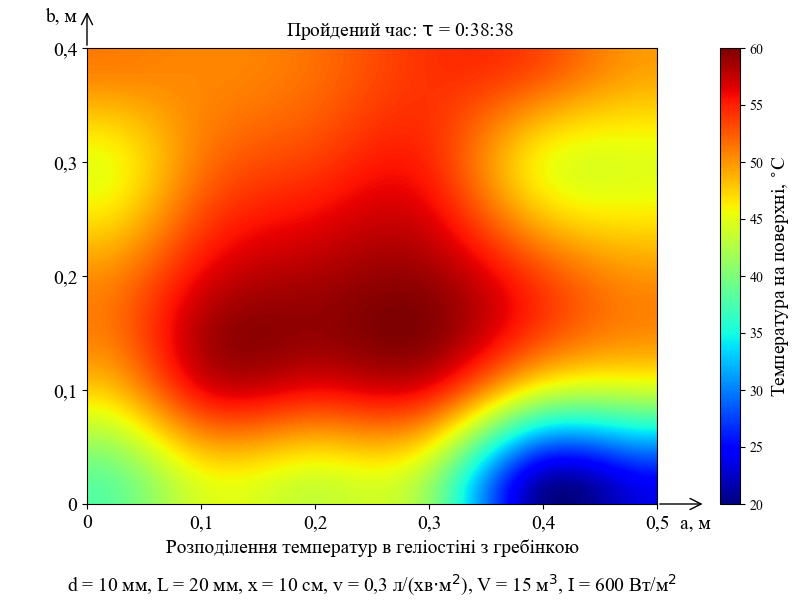 b, м
Пройдений час: τ = 0:38:38
0,4
0,3
0,2
0,1
0
0 0,1 0,2 0,3 0,4 0,5 a, м
60
55
50
45
40
35
30
25
20
Температура на поверхні, °C
Розподілення температур в геліостіні з гребінкою
d = 10 мм, L = 20 мм, x = 10 см, v = 0,3 л/(хв·м²), V = 15 м³, I = 600 Вт/м²